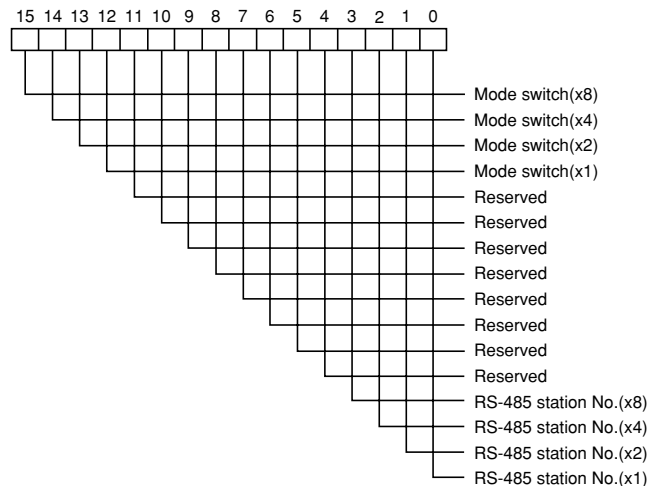 15 14 13 12 11 10 9 8 7 6 5 4 3 2 1 0
Mode switch(x8)
Mode switch(x4)
Mode switch(x2)
Mode switch(x1)
Reserved
Reserved
Reserved
Reserved
Reserved
Reserved
Reserved
Reserved
RS-485 station No.(x8)
RS-485 station No.(x4)
RS-485 station No.(x2)
RS-485 station No.(x1)